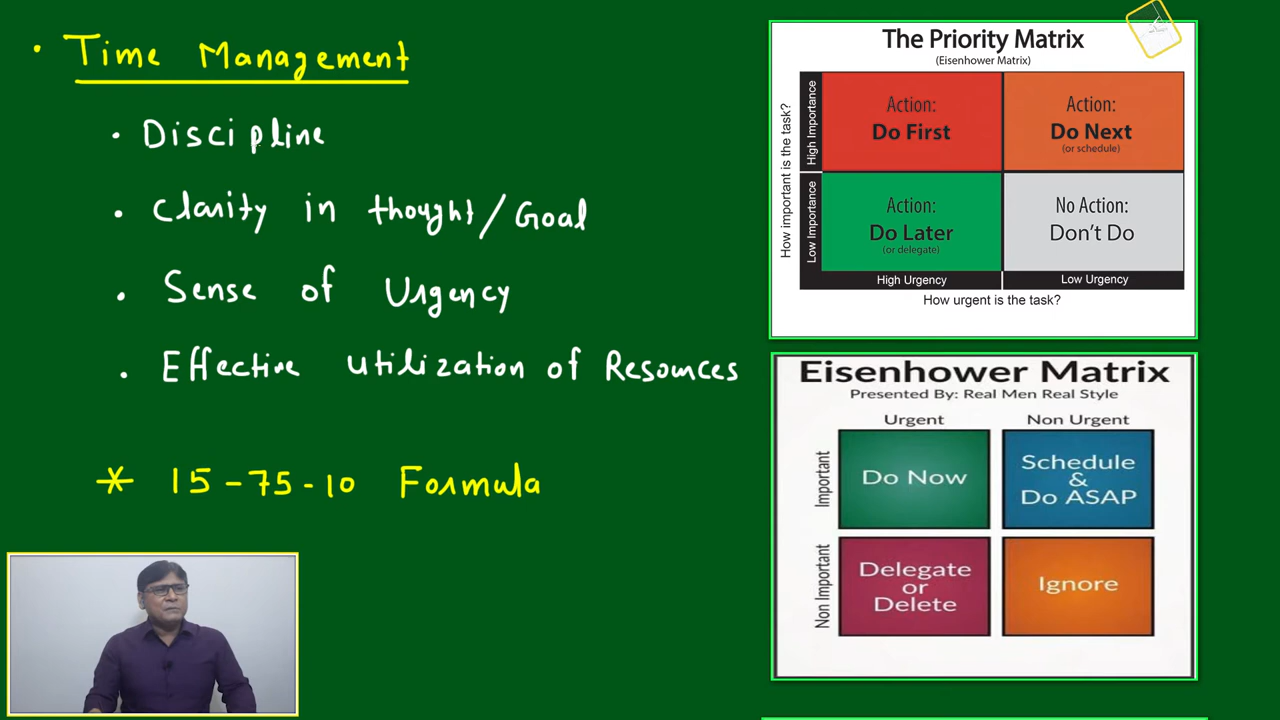 Time Management
Discipline
Clarity in thought/Goal
Sense of Urgency
Effective Utilization of Resources
* 15-75-10 Formula
The Priority Matrix
(Eisenhower Matrix)
How important is the task?
High Importance
Action:
Do First
Action:
Do Next
(or schedule)
Low Importance
Action:
Do Later
(or delegate)
No Action:
Don't Do
High Urgency
Low Urgency
How urgent is the task?
Eisenhower Matrix
Presented By: Real Men Real Style
Urgent
Non Urgent
Important
Do Now
Schedule
&
Do ASAP
Non Important
Delegate
or
Delete
Ignore